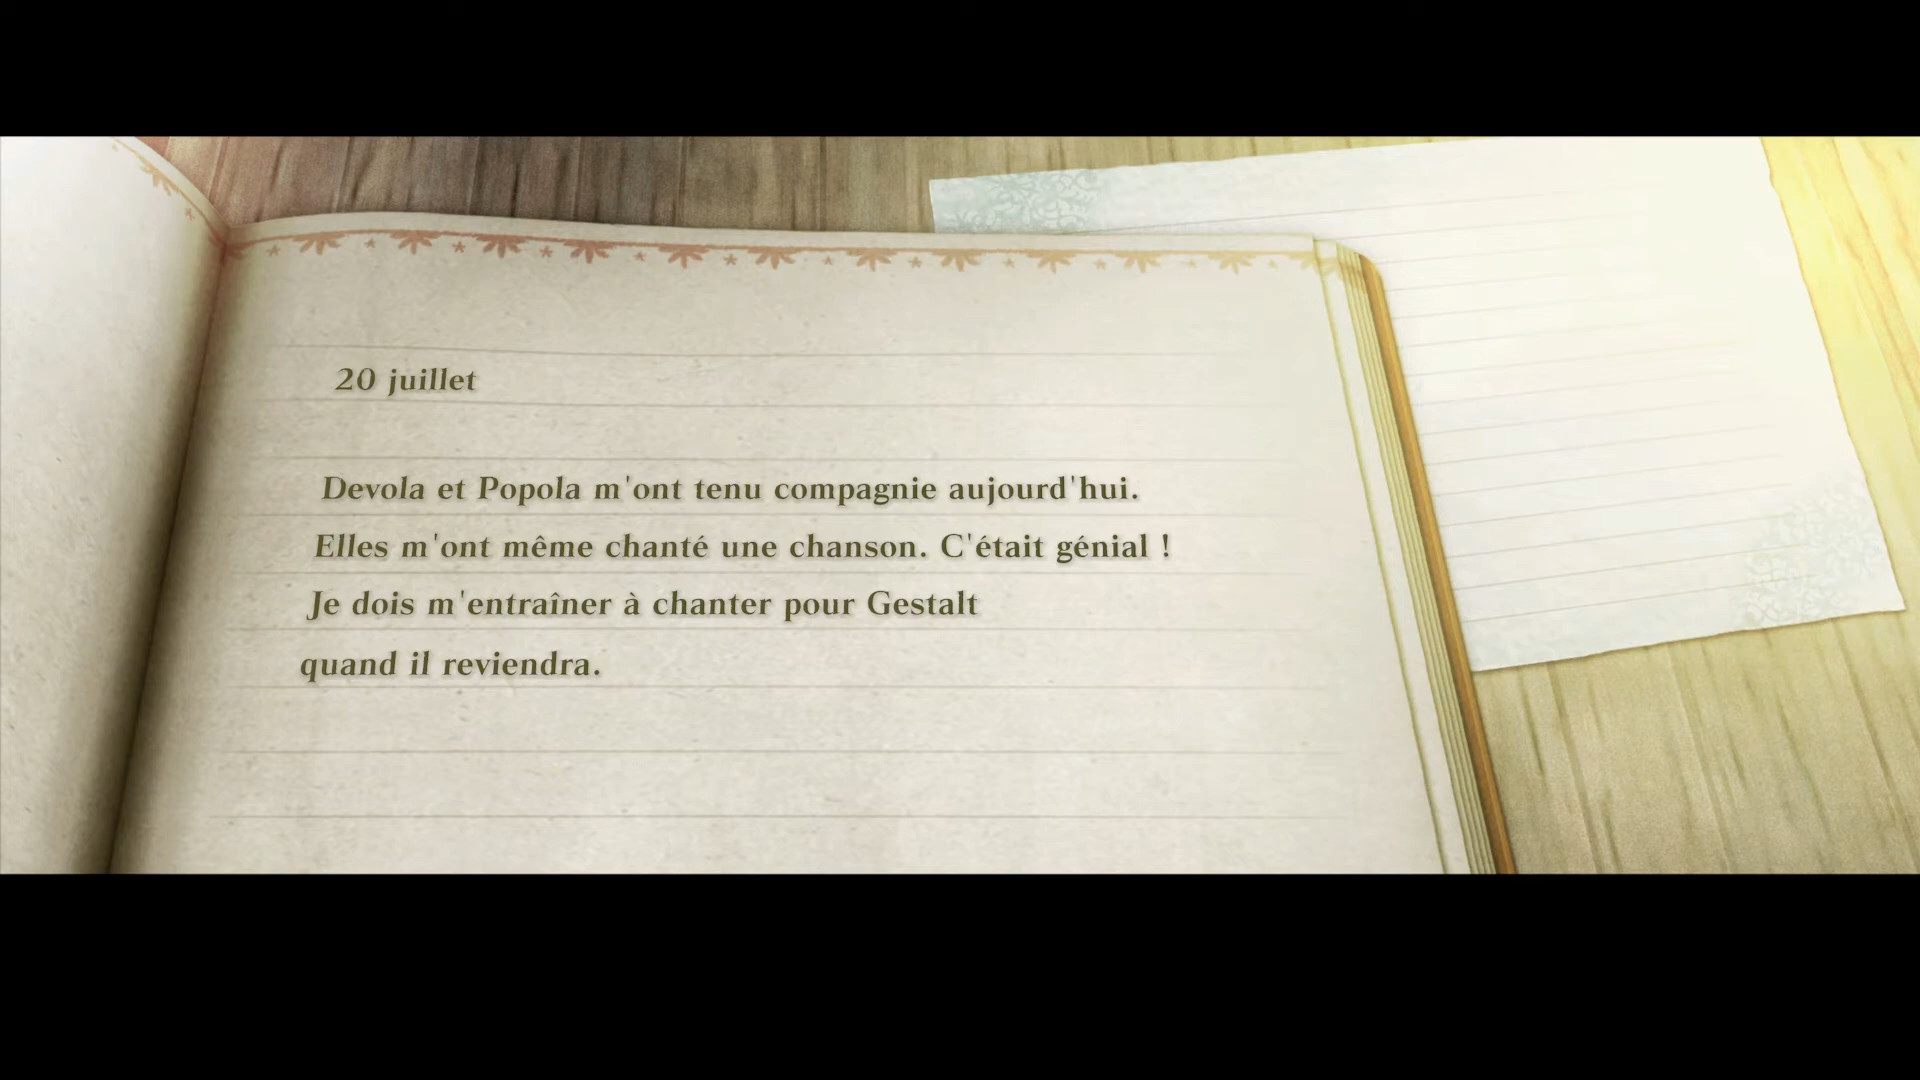 20 juillet
Devola et Popola m'ont tenu compagnie aujourd'hui.
Elles m'ont même chanté une chanson. C'était génial !
Je dois m'entraîner à chanter pour Gestalt
quand il reviendra.